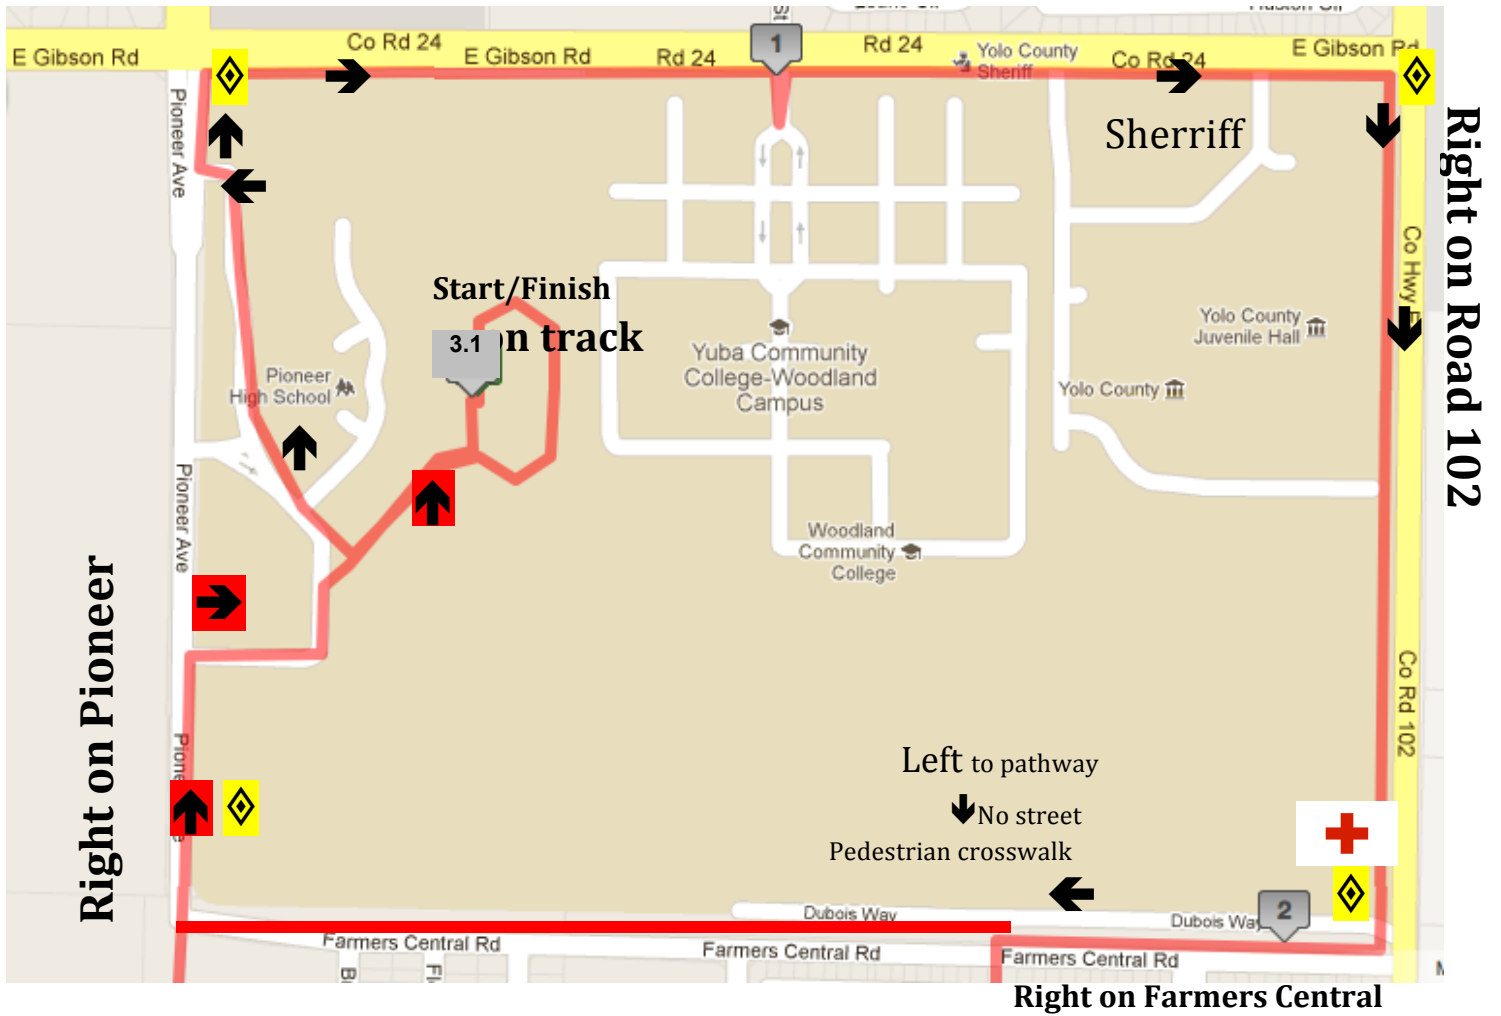 St
E Gibson Rd
Co Rd 24
E Gibson Rd
Rd 24
1
Rd 24
Yolo County
Sheriff
Co Rd 24
E Gibson Rd
Pioneer Ave
Sherriff
Right on Road 102
Co Hwy E
Start/Finish
on track
3.1
Pioneer
High School
Yuba Community
College-Woodland
Campus
Yolo County
Juvenile Hall
Yolo County
Pioneer Ave
Woodland
Community
College
Right on Pioneer
Co Rd 102
Left to pathway
No street
Pedestrian crosswalk
Dubois Way
Dubois Way
2
Farmers Central Rd
Farmers Central Rd
Farmers Central Rd
Right on Farmers Central